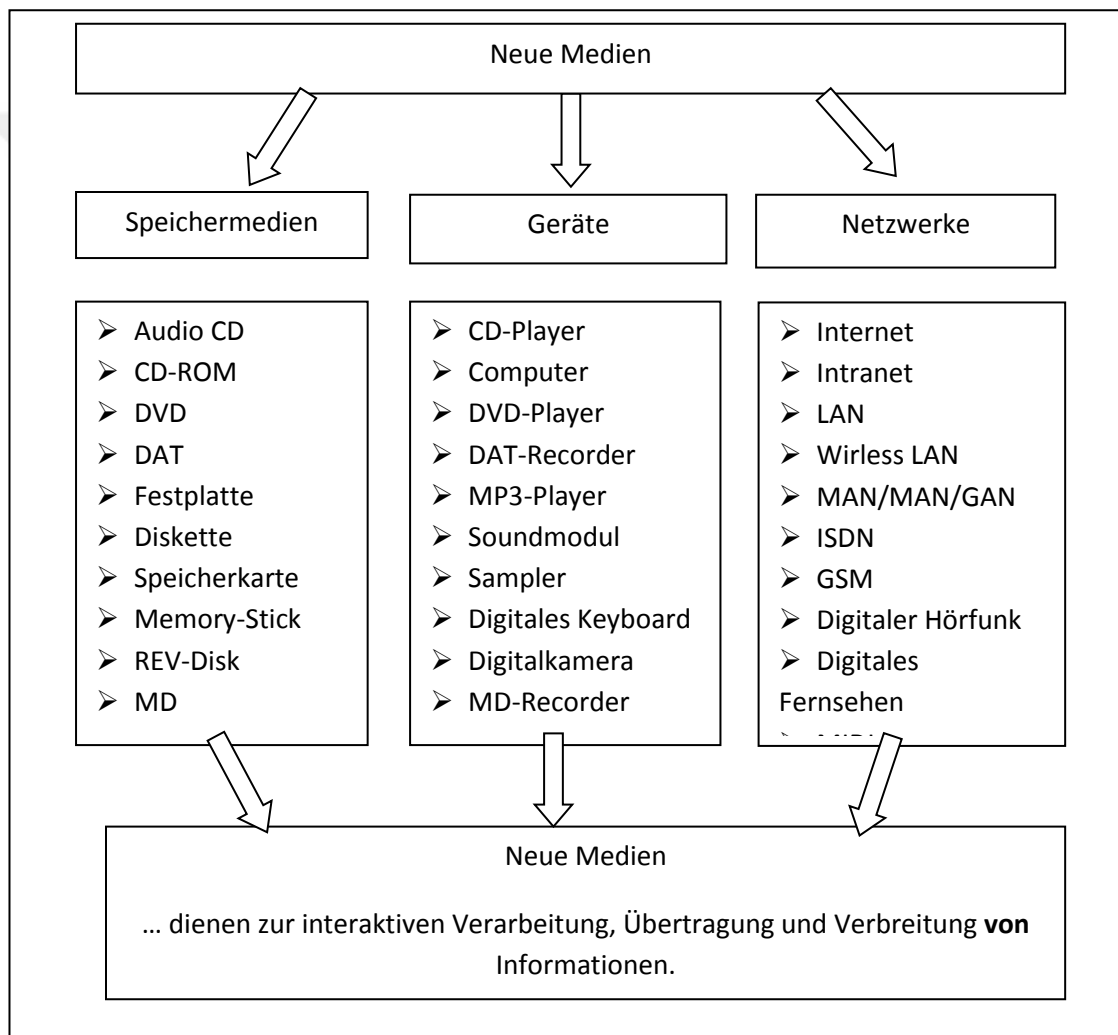 Neue Medien
Speichermedien
Geräte
Netzwerke
➢ Audio CD
➢ CD-ROM
➢ DVD
➢ DAT
➢ Festplatte
➢ Diskette
➢ Speicherkarte
➢ Memory-Stick
➢ REV-Disk
➢ MD
➢ CD-Player
➢ Computer
➢ DVD-Player
➢ DAT-Recorder
➢ MP3-Player
➢ Soundmodul
➢ Sampler
➢ Digitales Keyboard
➢ Digitalkamera
➢ MD-Recorder
➢ Internet
➢ Intranet
➢ LAN
➢ Wirless LAN
➢ MAN/MAN/GAN
➢ ISDN
➢ GSM
➢ Digitaler Hörfunk
➢ Digitales
Fernsehen
Neue Medien
… dienen zur interaktiven Verarbeitung, Übertragung und Verbreitung von
Informationen.